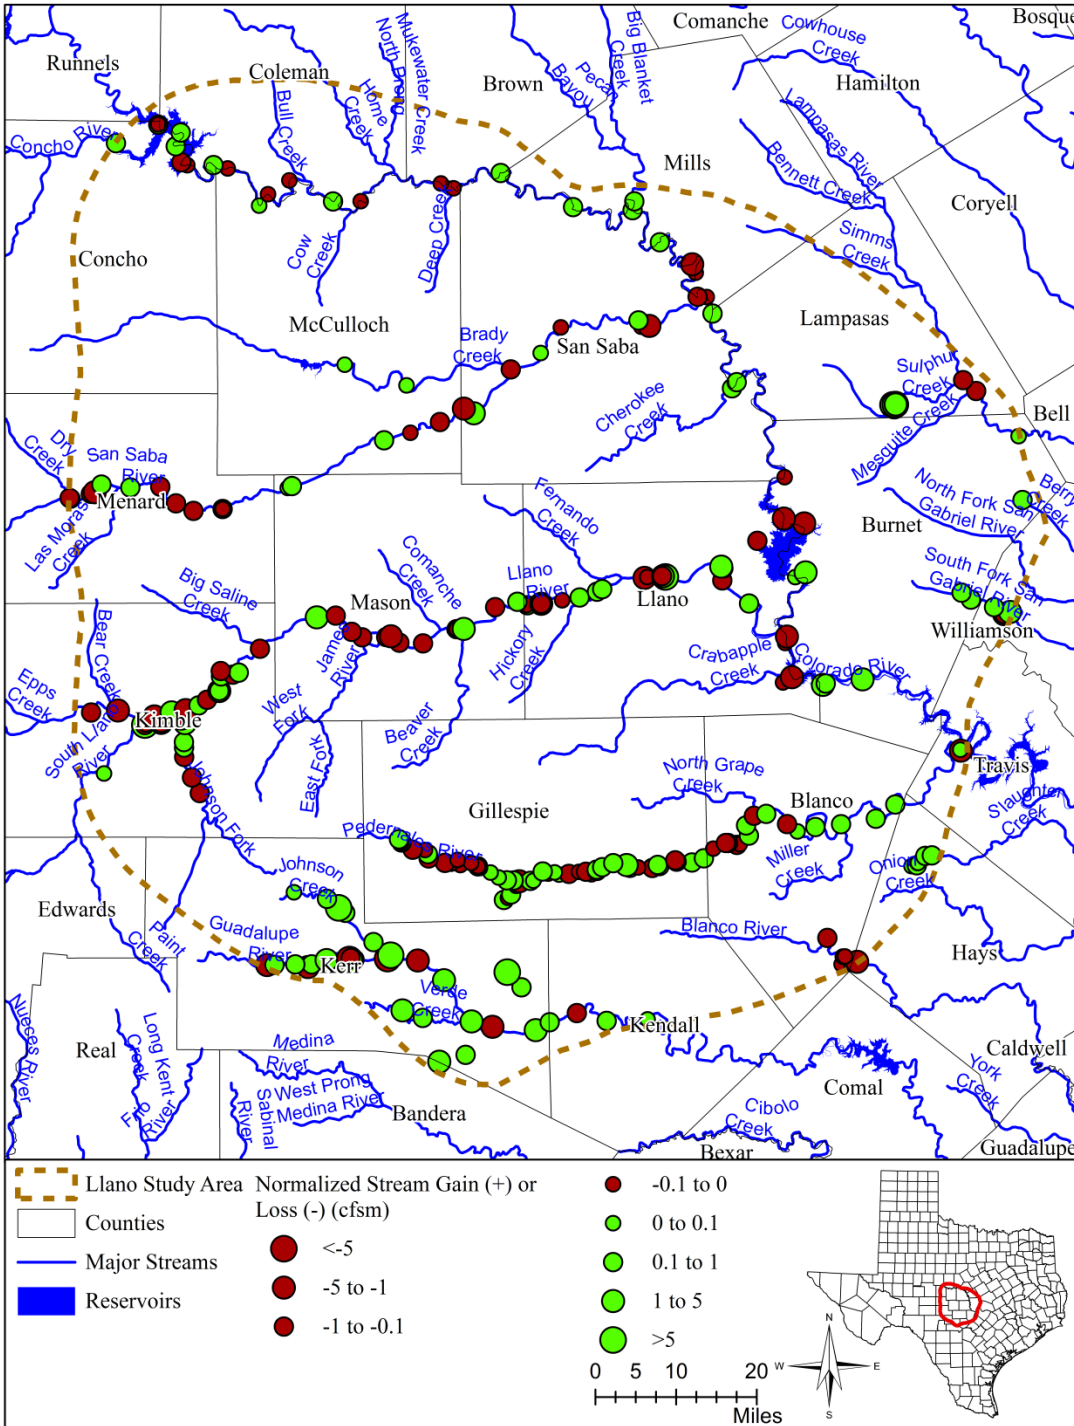 Comanche
Cowhouse
Creek
Bosque
Runnels
Coleman
Mukewater Creek
North Prong
Home
Creek
Bull Creek
Brown
Big Blanket
Creek
Pecan
Bayou
Hamilton
Lampasas River
Bennett Creek
Concho River
Mills
Coryell
Simms
Creek
Concho
Cow
Creek
Deep Creek
McCulloch
Brady
Creek
San Saba
Lampasas
Sulphu
Creek
Cherokee
Creek
Mesquite Creek
Bell
Dry
Creek
San Saba
River
Menard
Las Moras
Creek
Fernando
Creek
Burnet
North Fork San
Gabriel River
Berry
Creek
Big Saline
Creek
Comanche
Creek
Mason
Llano
River
Llano
South Fork San
Gabriel River
Williamson
Bear Creek
James
River
Hickory
Creek
Crabapple
Creek
Colorado River
Epps
Creek
Kimble
South Llano
River
West
Fork
East Fork
Beaver
Creek
Johnson Fork
North Grape
Creek
Travis
Gillespie
Blanco
Slaughter
Creek
Pedernales River
Miller
Creek
Onion
Creek
Johnson
Creek
Edwards
Paint
Creek
Guadalupe
River
Kerr
Blanco River
Hays
Verde
Creek
Kendall
Nueces River
Real
Long Kent
Creek
Frio
River
Medina
River
West Prong
Medina River
Sabinal
River
Bandera
Caldwell
York
Creek
Comal
Cibolo
Creek
Bexar
Guadalupe
Llano Study Area
Counties
Major Streams
Reservoirs
Normalized Stream Gain (+) or
Loss (-) (cfsm)
<-5
-5 to -1
-1 to -0.1
-0.1 to 0
0 to 0.1
0.1 to 1
1 to 5
>5
0 5 10 20
Miles
N
W E
S